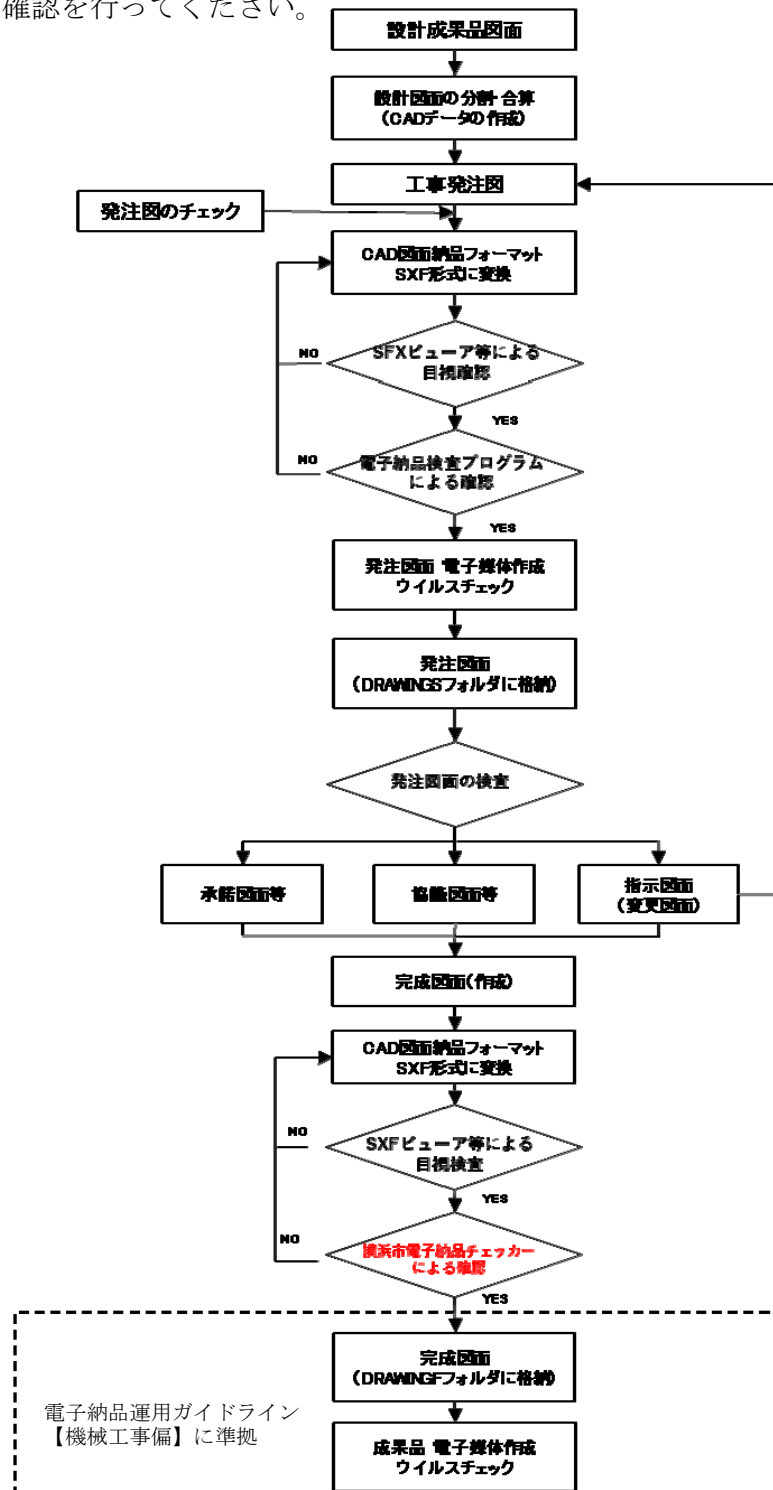 確認を行ってください。
設計成果品図面
設計図面の分割・合算
(CADデータの作成)
工事発注図
発注図のチェック
CAD図面納品フォーマット
SXF形式に変換
NO
SFXビューア等による
目視確認
YES
NO
電子納品検査プログラム
による確認
YES
発注図面 電子媒体作成
ウイルスチェック
発注図面
(DRAWINGSフォルダに格納)
発注図面の検査
承諾図面等
協議図面等
指示図面
(変更図面)
完成図面(作成)
CAD図面納品フォーマット
SXF形式に変換
NO
SXFビューア等による
目視検査
YES
NO
横浜市電子納品チェッカー
による確認
YES
完成図面
(DRAWINGFフォルダに格納)
電子納品運用ガイドライン
【機械工事偏】に準拠
成果品 電子媒体作成
ウイルスチェック